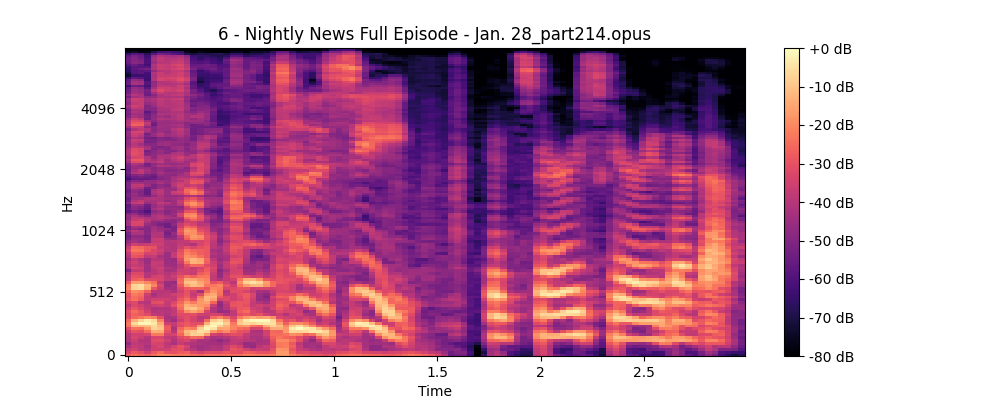 6 - Nightly News Full Episode - Jan. 28_part214.opus
Hz
4096
2048
1024
512
0
0 0.5 1 1.5 2 2.5
Time
+0 dB
-10 dB
-20 dB
-30 dB
-40 dB
-50 dB
-60 dB
-70 dB
-80 dB